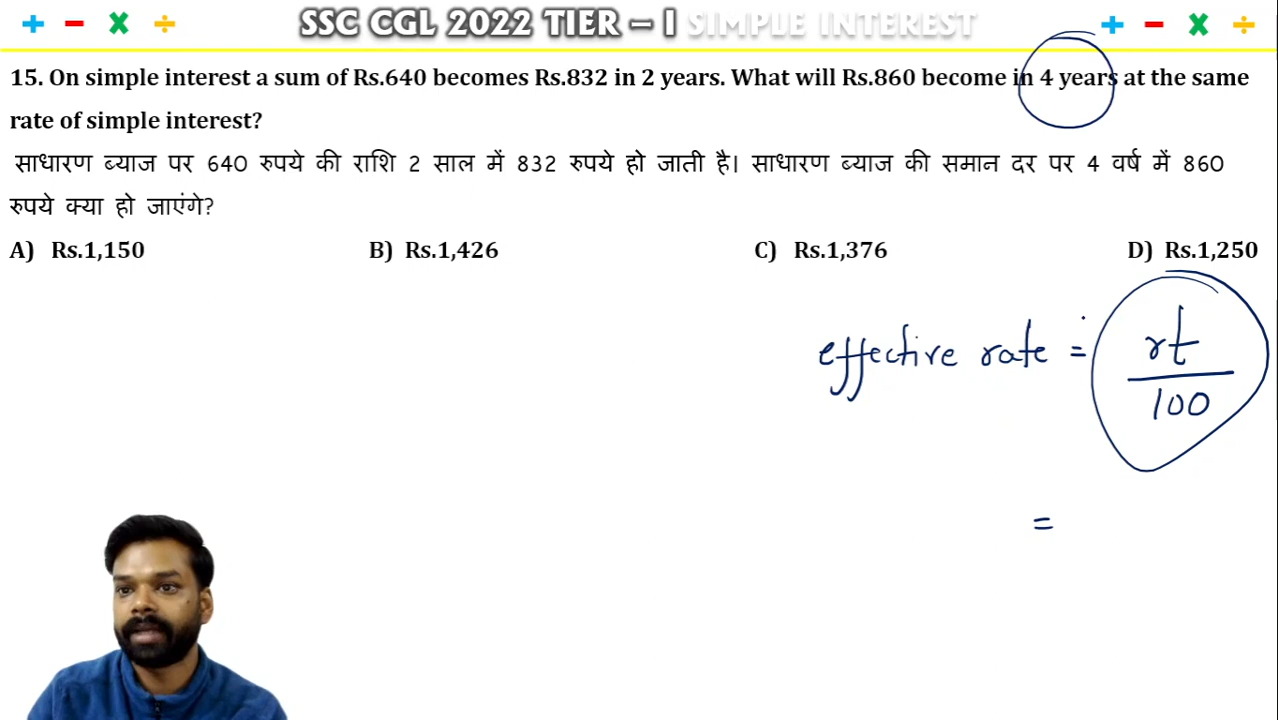 + − × ÷ SSC CGL 2022 TIER – I SIMPLE INTEREST + − × ÷
15. On simple interest a sum of Rs.640 becomes Rs.832 in 2 years. What will Rs.860 become in 4 years at the same
rate of simple interest?
साधारण ब्याज पर 640 रुपये की राशि 2 साल में 832 रुपये हो जाती है। साधारण ब्याज की समान दर पर 4 वर्ष में 860
रुपये क्या हो जाएंगे?
A) Rs.1,150 B) Rs.1,426 C) Rs.1,376 D) Rs.1,250
effective rate = rt/100
=